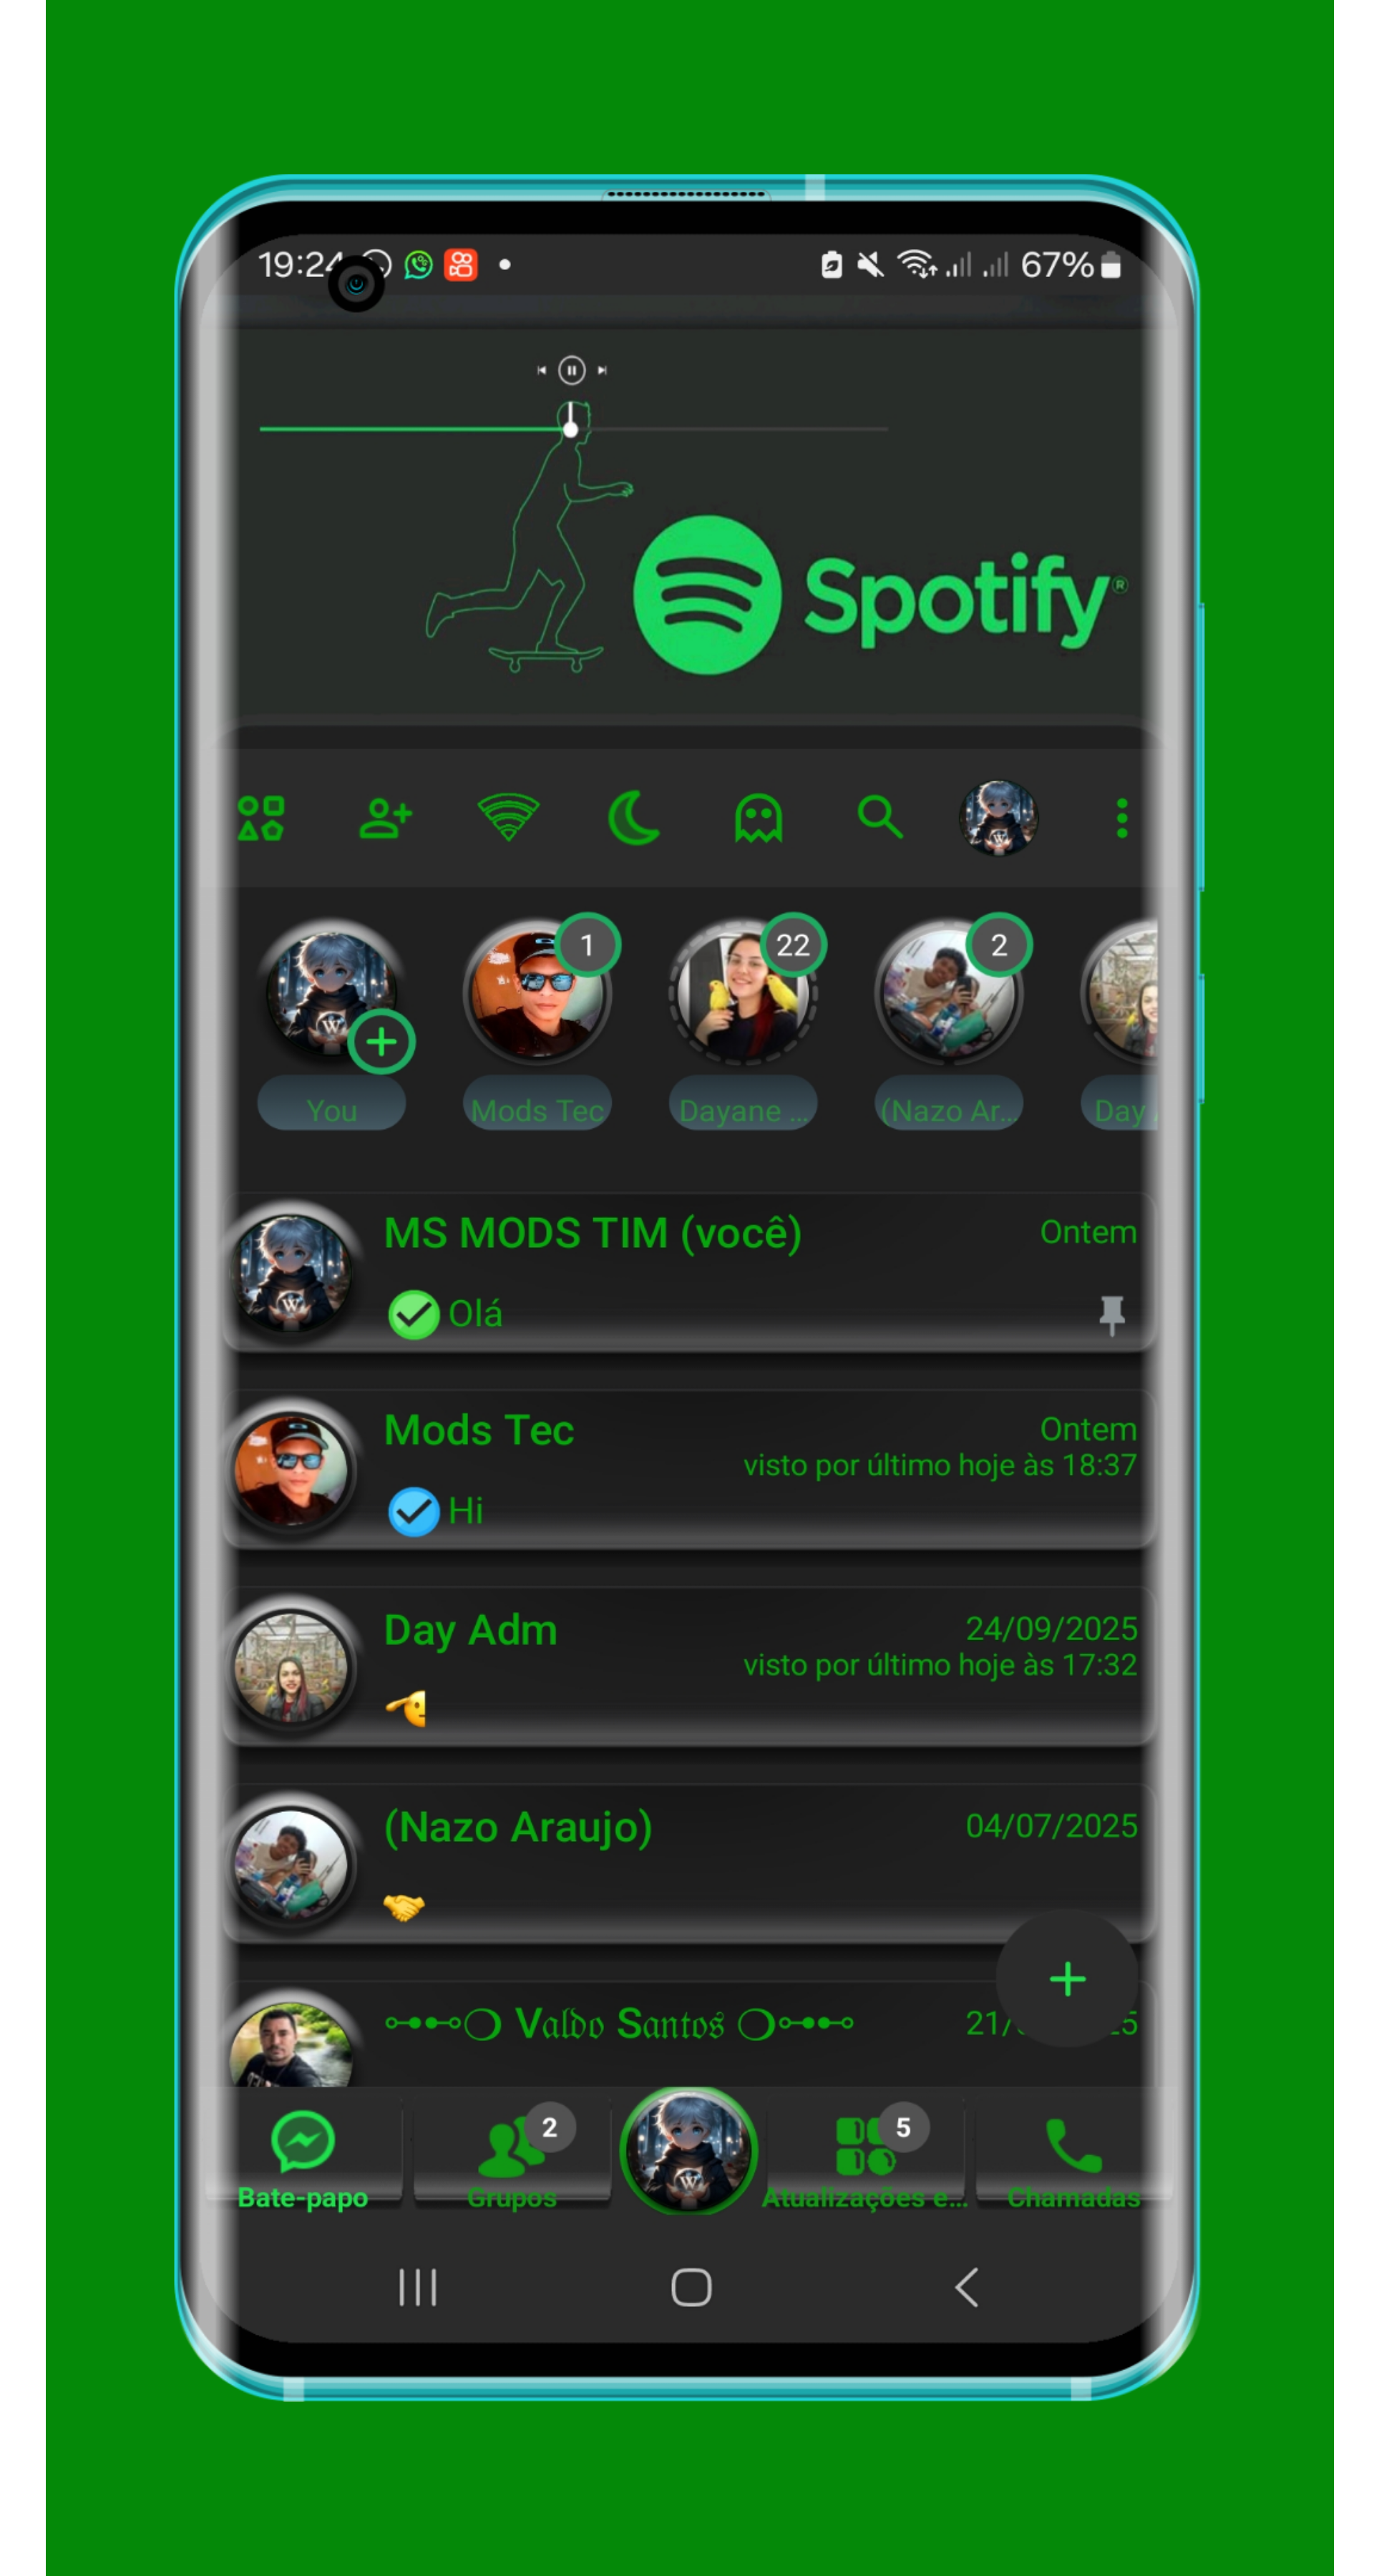 19:24
67%
Spotify®
1
22
2
You
Mods Tec
Dayane ...
(Nazo Ar...
Day
MS MODS TIM (você)
Ontem
Olá
Mods Tec
Ontem
visto por último hoje às 18:37
Hi
Day Adm
24/09/2025
visto por último hoje às 17:32
(Nazo Araujo)
04/07/2025
Valdo Santos
21/
5
2
5
Bate-papo
Grupos
Atualizações e...
Chamadas